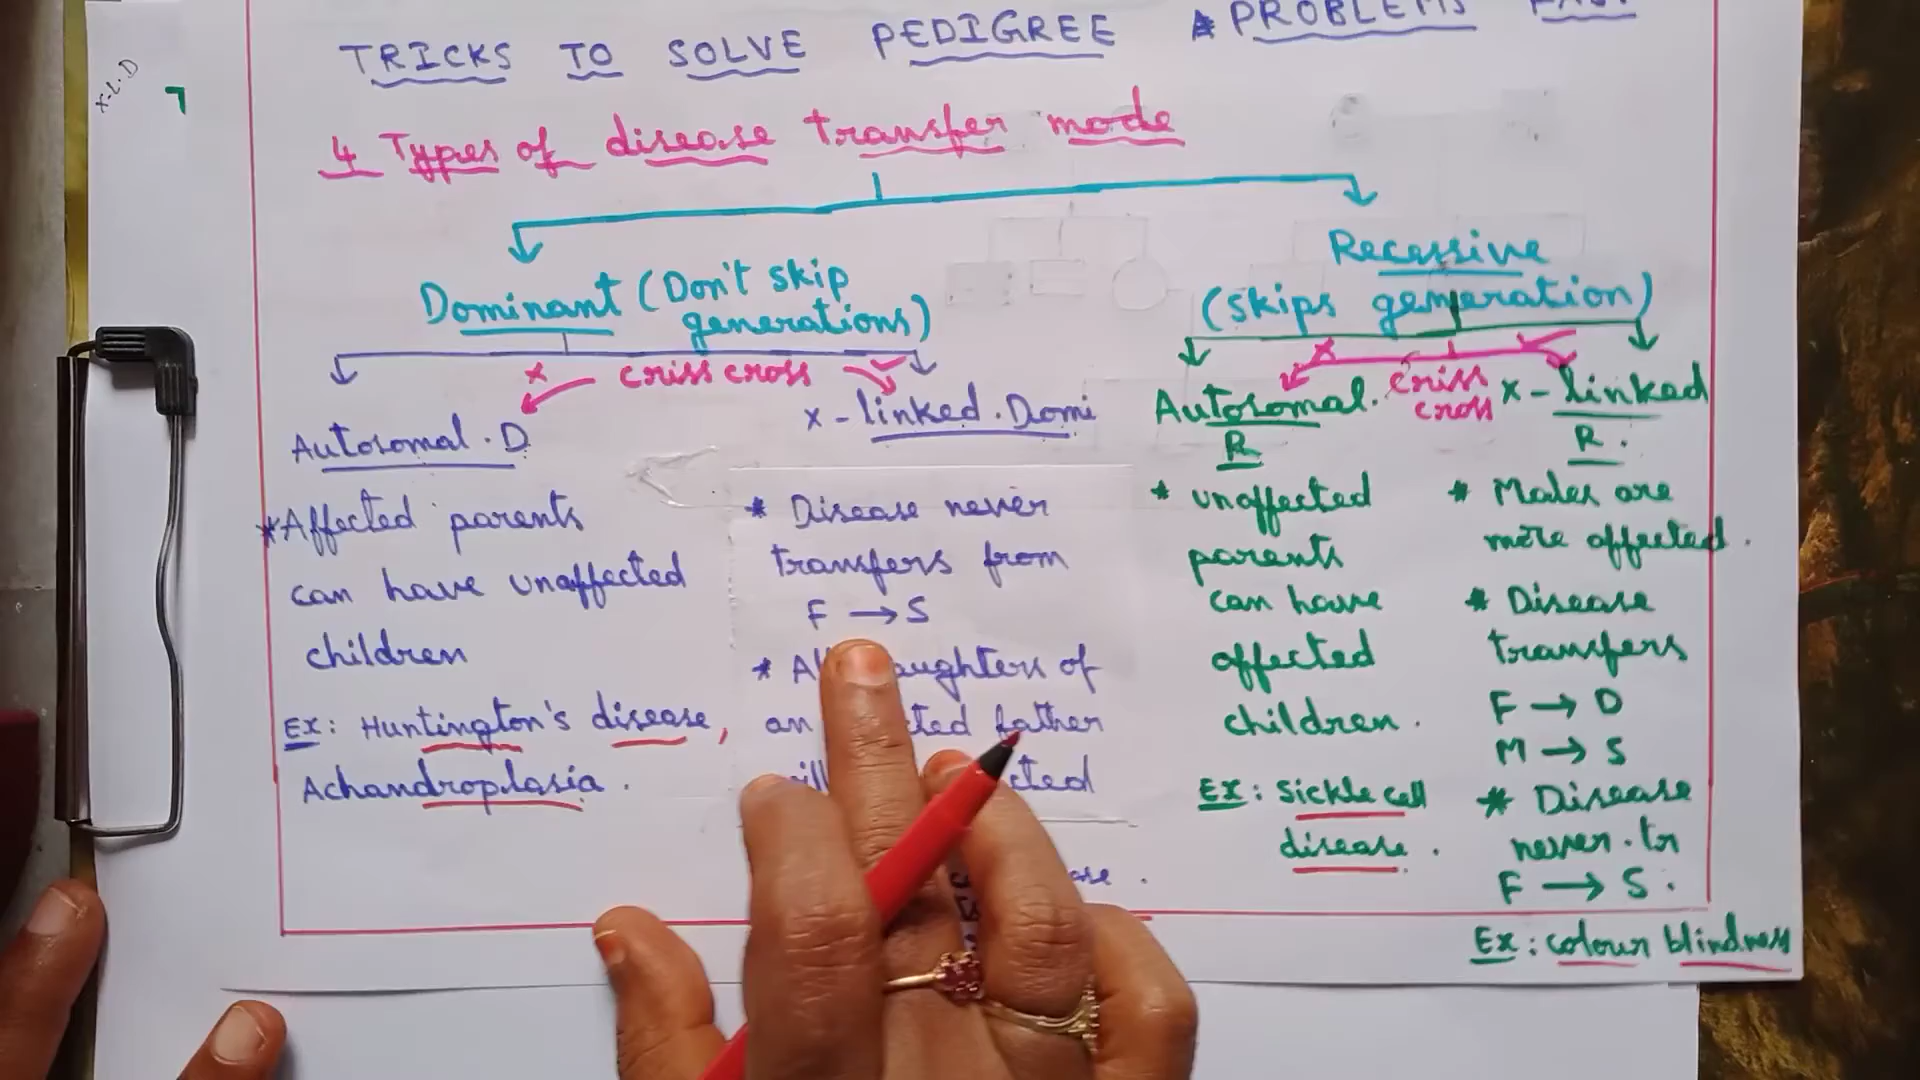 TRICKS TO SOLVE PEDIGREE PROBLEMS
X-L.D
4 Types of disease transfer mode
Dominant (Don't skip
generations)
criss cross
Autosomal.D
x-linked.Domi
*Affected parents
can have unaffected
children
Ex: Huntington's disease,
Achandroplasia.
* Disease never
transfers from
F → S
of
an father
Recessive
(skips generation)
criss
cross
Autosomal.
R
x-linked
R.
* unaffected
parents
can have
affected
children.
Ex: Sickle cell
disease.
* Males are
more affected.
* Disease
transfers
F → D
M → S
* Disease
never.tr
F → S.
Ex: colour blindness